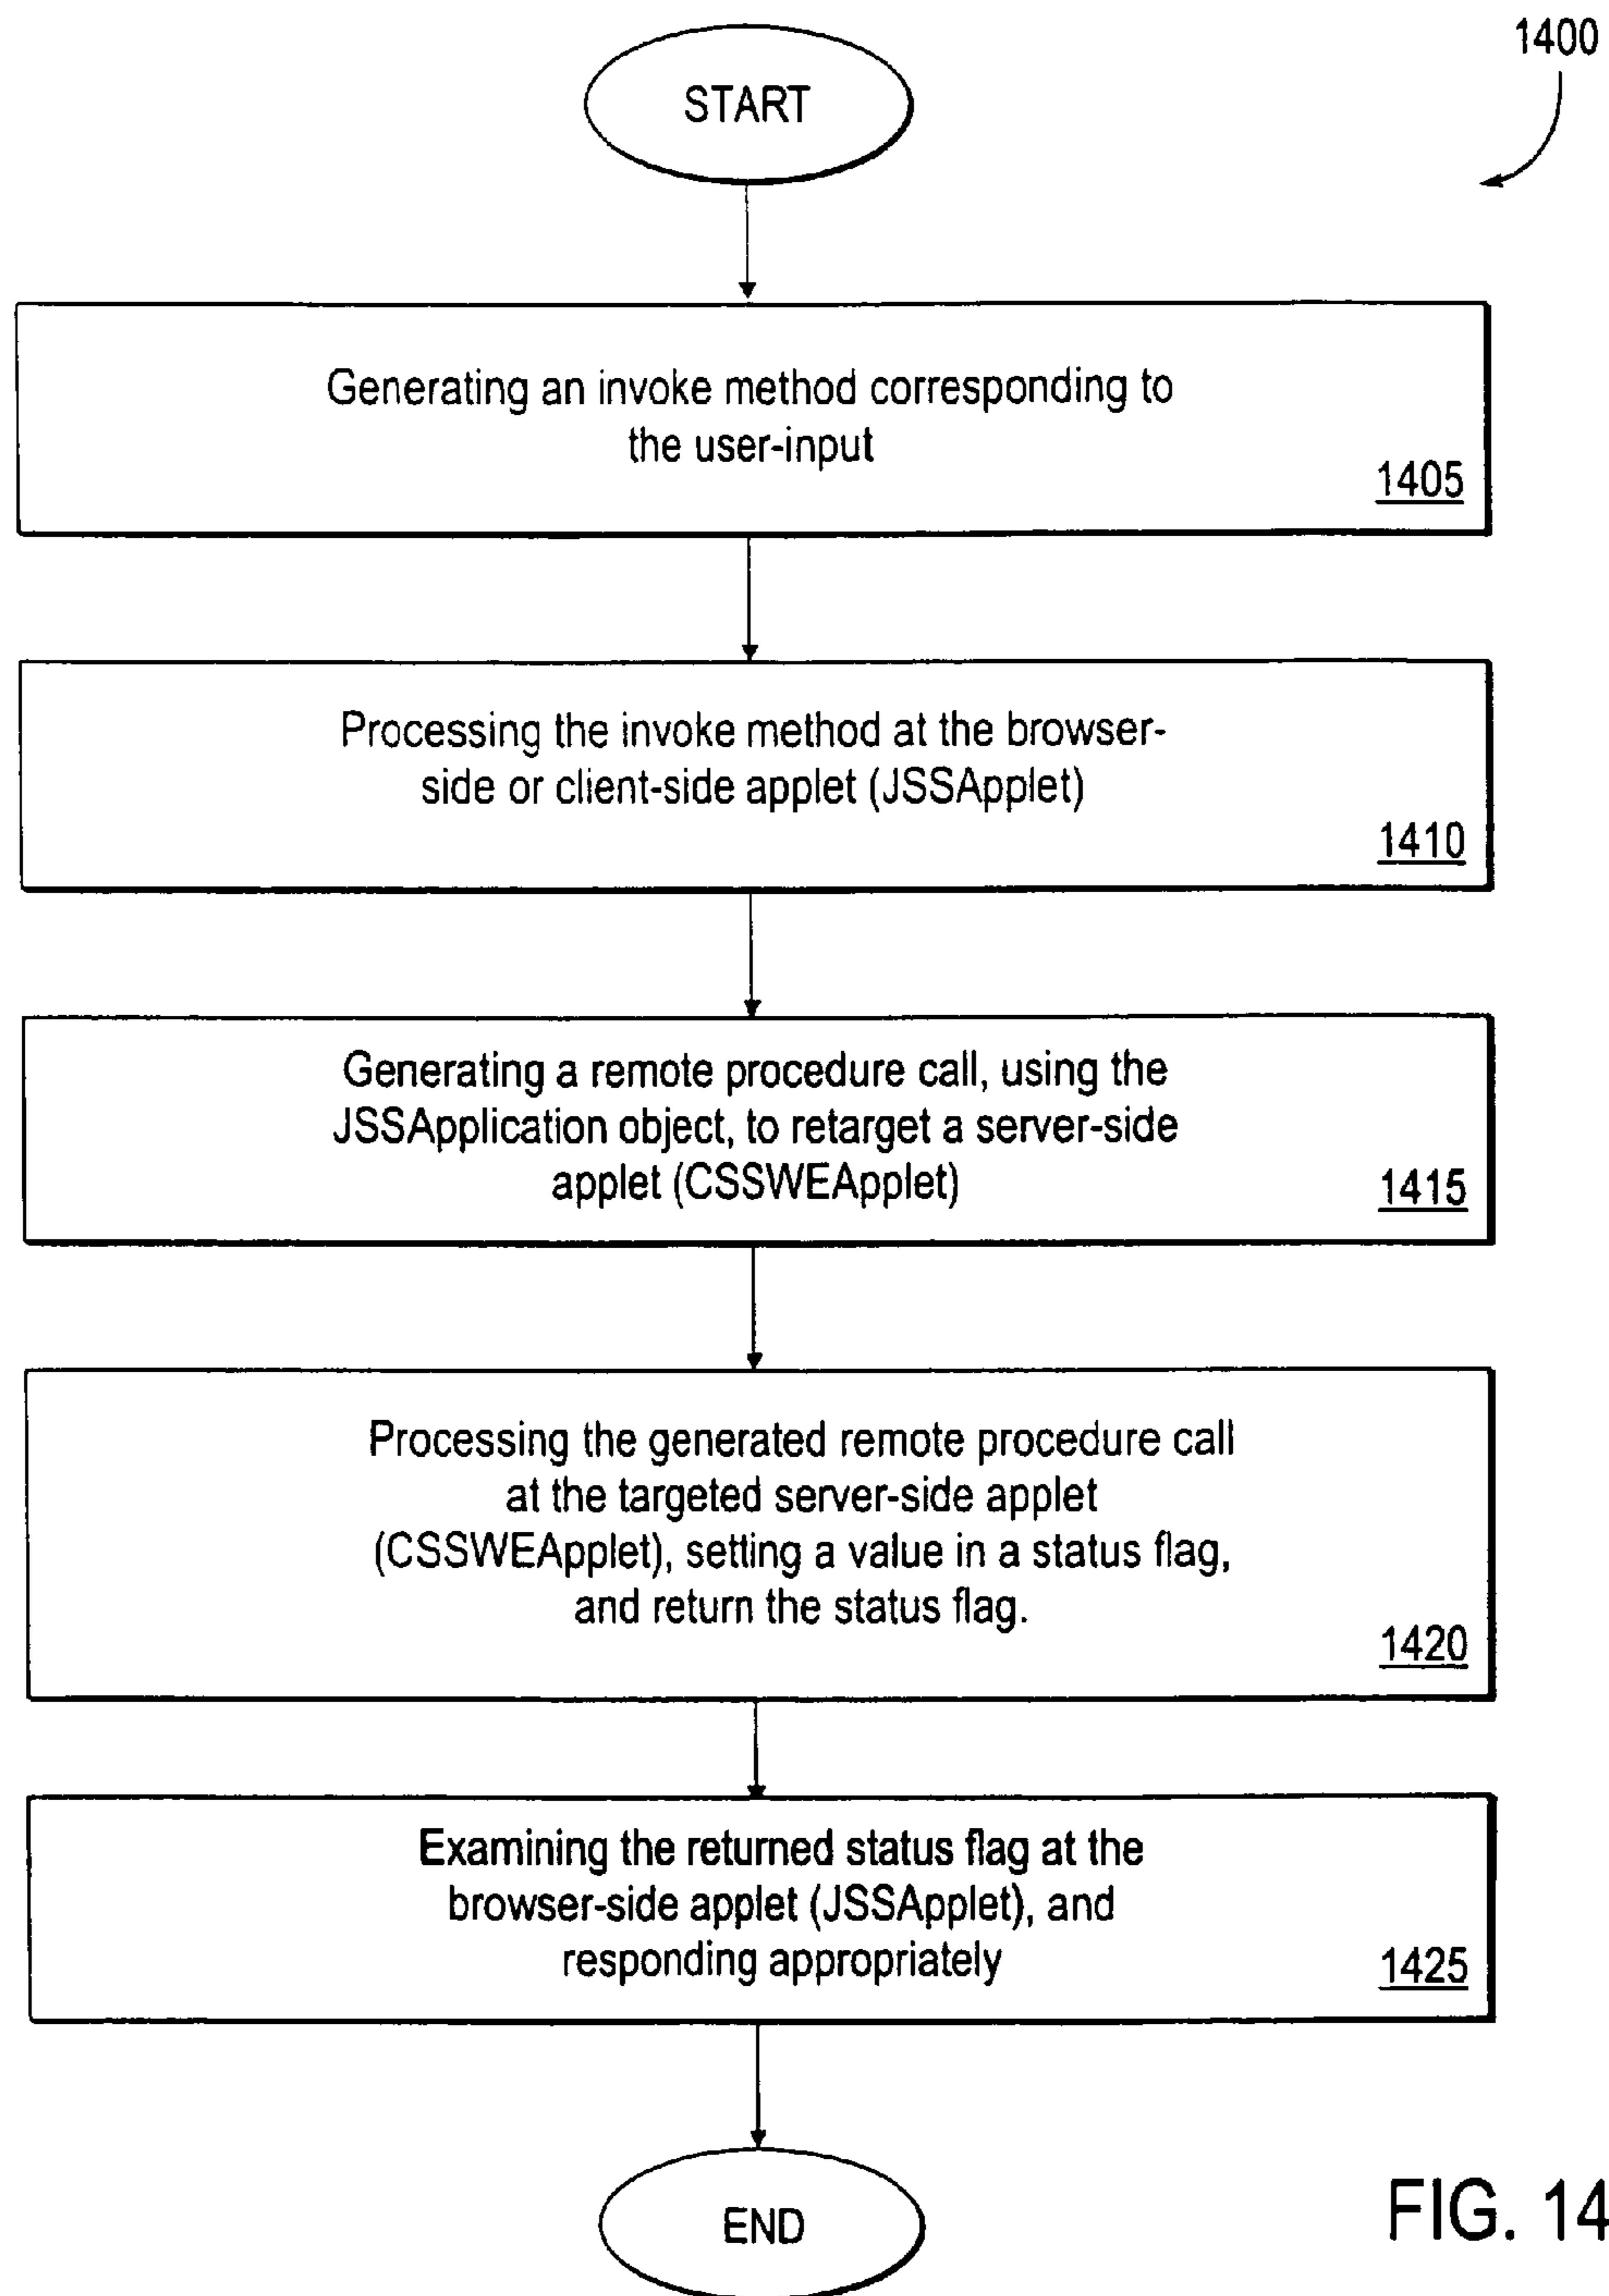 1400
START
Generating an invoke method corresponding to
the user-input
1405
Processing the invoke method at the browser-
side or client-side applet (JSSApplet)
1410
Generating a remote procedure call, using the
JSSApplication object, to retarget a server-side
applet (CSSWEApplet)
1415
Processing the generated remote procedure call
at the targeted server-side applet
(CSSWEApplet), setting a value in a status flag,
and return the status flag.
1420
Examining the returned status flag at the
browser-side applet (JSSApplet), and
responding appropriately
1425
END
FIG. 14